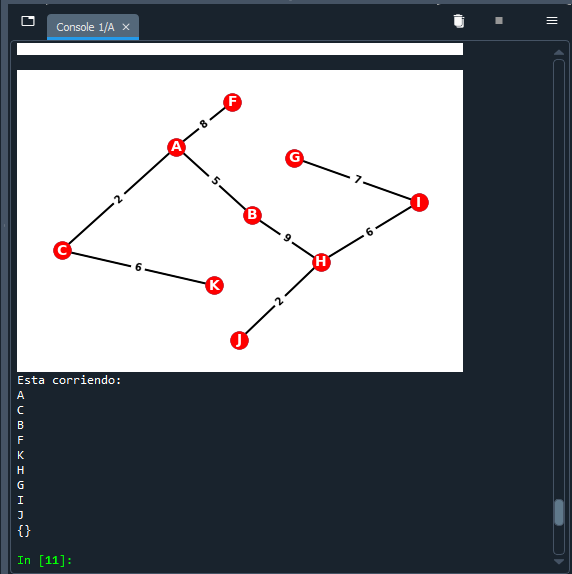 Console 1/A
F
8
A
G
7
5
2
I
B
9
6
C
H
6
K
2
J
Esta corriendo:
A
C
B
F
K
H
G
I
J
{}
In [11]: